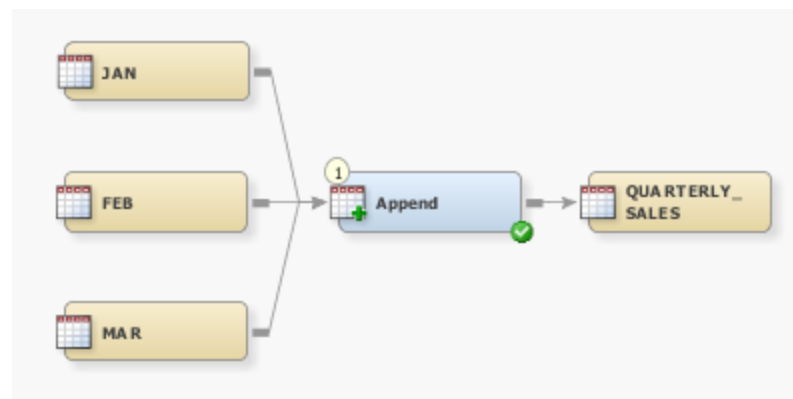 JAN
FEB
MAR
1
Append
QUARTERLY_
SALES